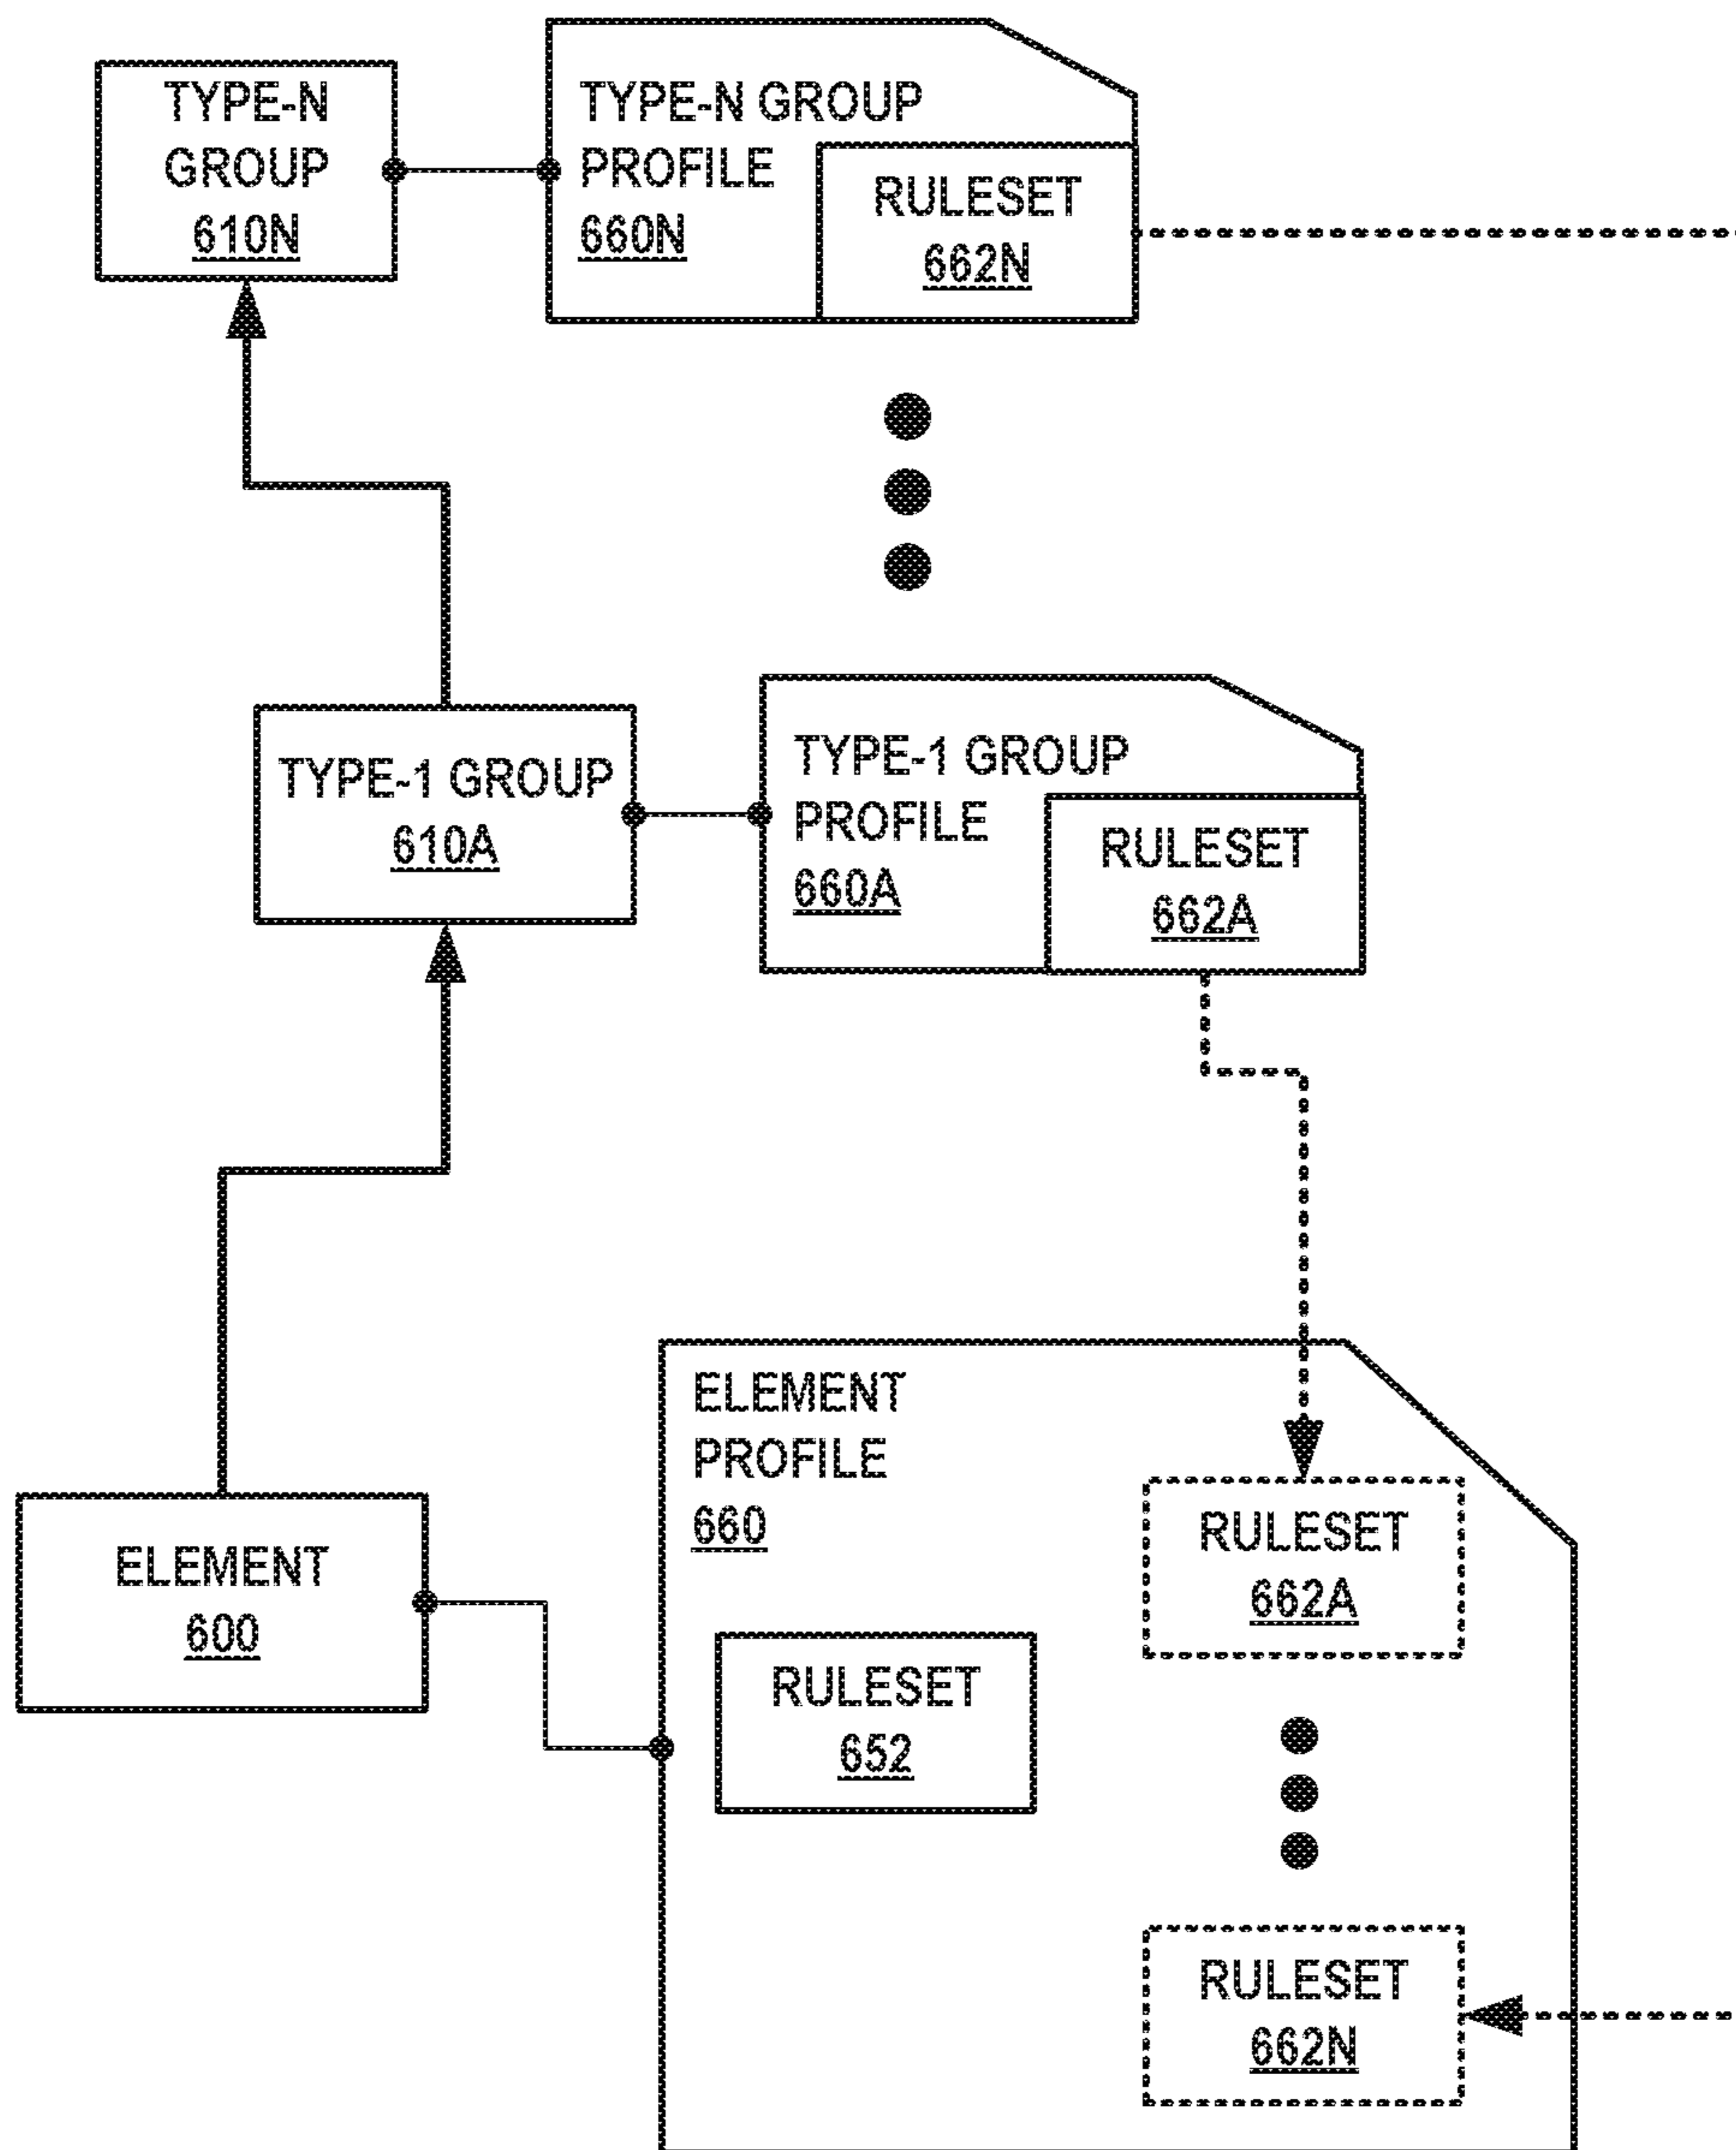 TYPE-N
GROUP
610N
TYPE-N GROUP
PROFILE
660N
RULESET
662N
TYPE-1 GROUP
610A
TYPE-1 GROUP
PROFILE
660A
RULESET
662A
ELEMENT
600
ELEMENT
PROFILE
660
RULESET
652
RULESET
662A
RULESET
662N